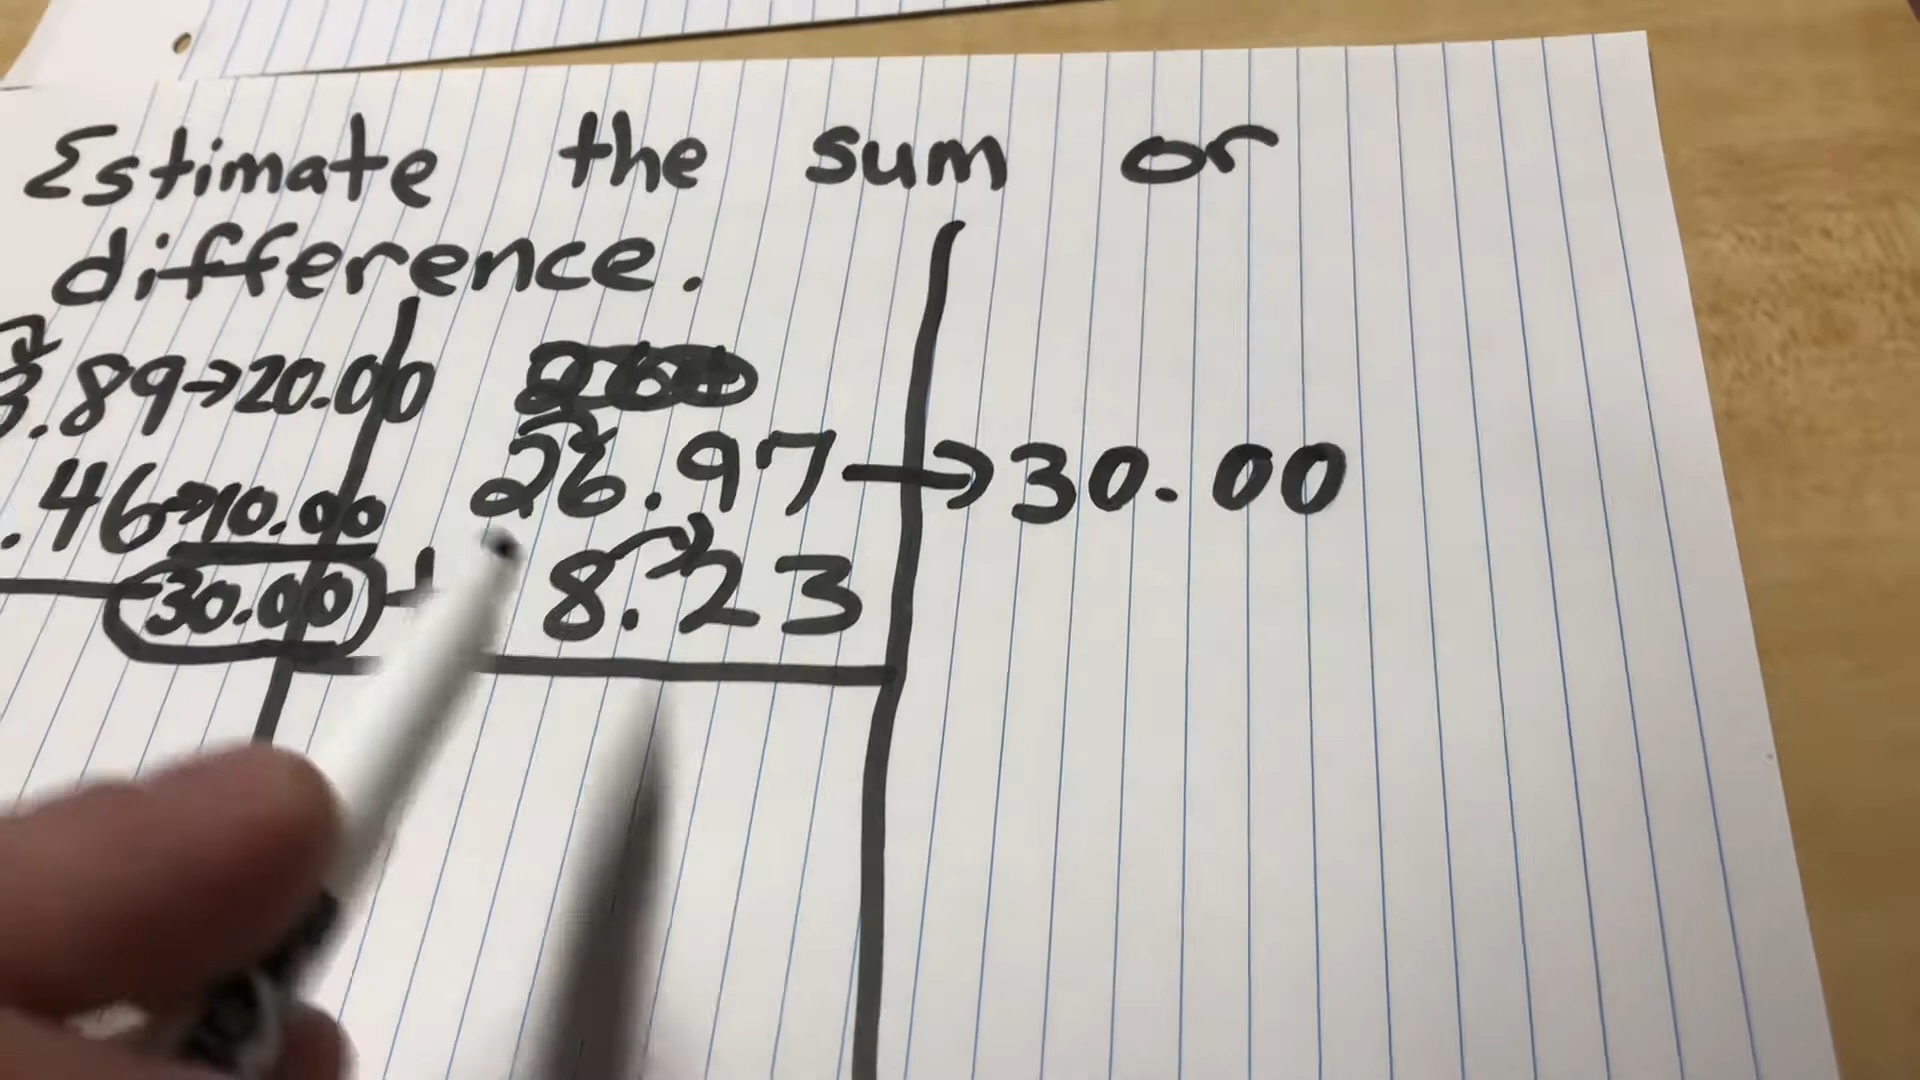 Estimate the sum or
difference.
.89→20.00
26.97→30.00
.46→10.00
+ 8.23
30.00